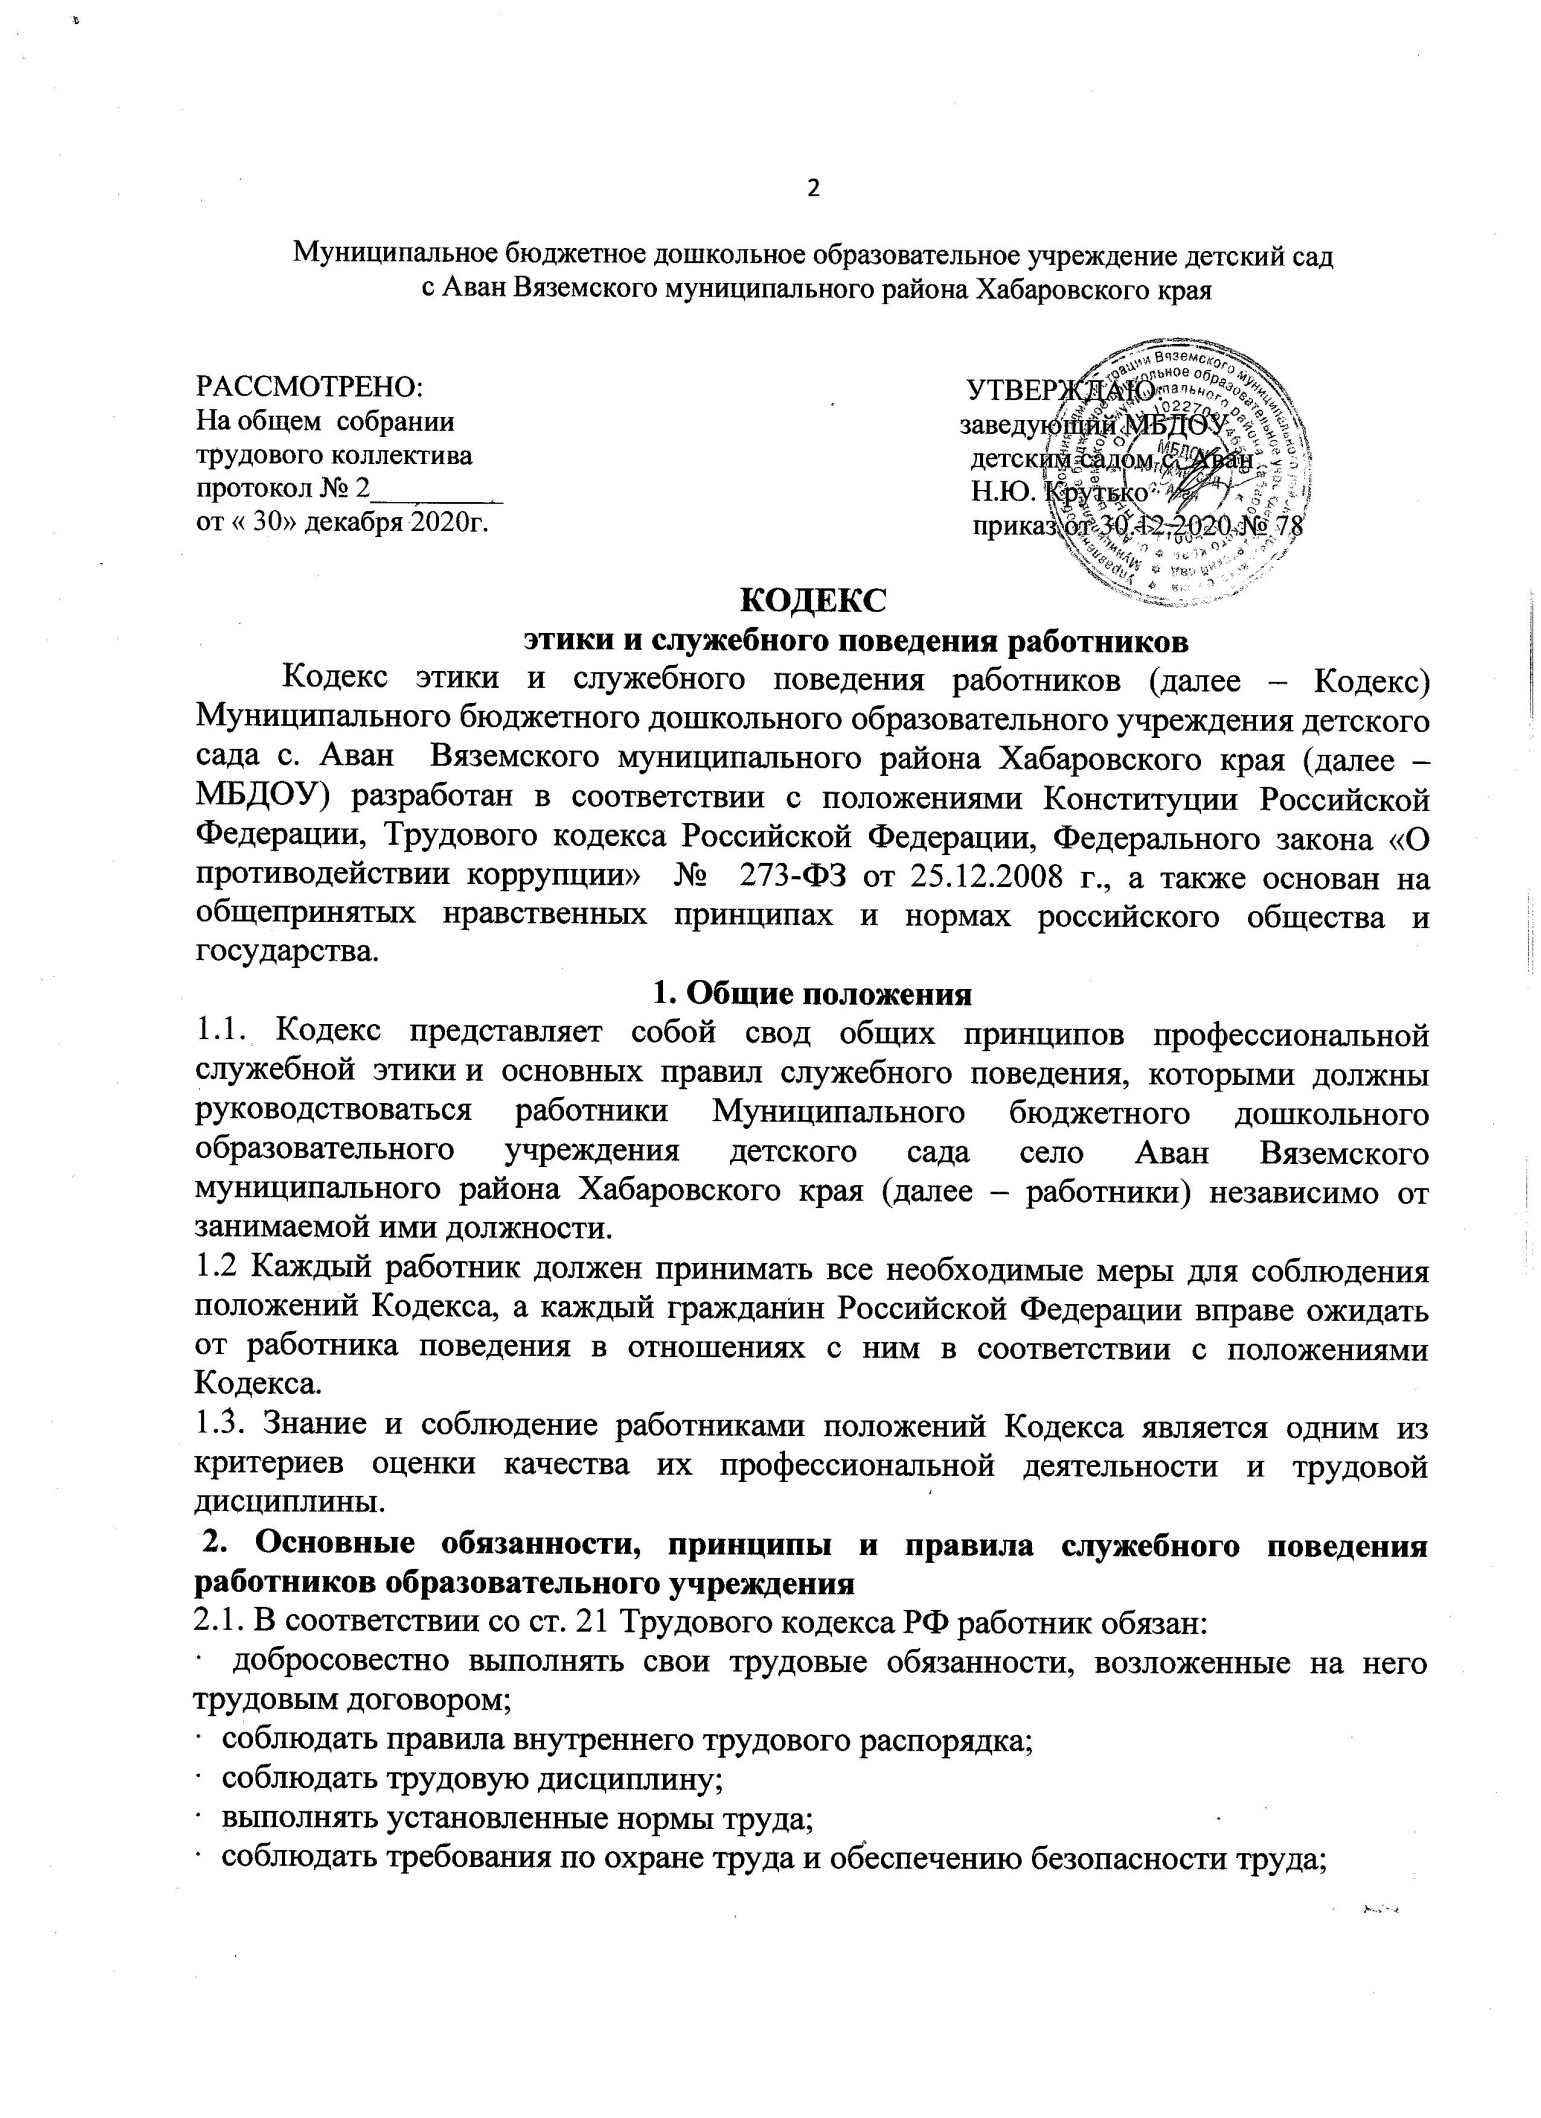 2
Муниципальное бюджетное дошкольное образовательное учреждение детский сад
с Аван Вяземского муниципального района Хабаровского края
РАССМОТРЕНО:
На общем собрании
трудового коллектива
протокол № 2_________
от « 30» декабря 2020г.
УТВЕРЖДАЮ:
заведующий МБДОУ
детским садом с. Аван
Н.Ю. Крутько
приказ от 30.12.2020 № 78
КОДЕКС
этики и служебного поведения работников
Кодекс этики и служебного поведения работников (далее – Кодекс)
Муниципального бюджетного дошкольного образовательного учреждения детского
сада с. Аван Вяземского муниципального района Хабаровского края (далее –
МБДОУ) разработан в соответствии с положениями Конституции Российской
Федерации, Трудового кодекса Российской Федерации, Федерального закона «О
противодействии коррупции» № 273-ФЗ от 25.12.2008 г., а также основан на
общепринятых нравственных принципах и нормах российского общества и
государства.
1. Общие положения
1.1. Кодекс представляет собой свод общих принципов профессиональной
служебной этики и основных правил служебного поведения, которыми должны
руководствоваться работники Муниципального бюджетного дошкольного
образовательного учреждения детского сада село Аван Вяземского
муниципального района Хабаровского края (далее – работники) независимо от
занимаемой ими должности.
1.2 Каждый работник должен принимать все необходимые меры для соблюдения
положений Кодекса, а каждый гражданин Российской Федерации вправе ожидать
от работника поведения в отношениях с ним в соответствии с положениями
Кодекса.
1.3. Знание и соблюдение работниками положений Кодекса является одним из
критериев оценки качества их профессиональной деятельности и трудовой
дисциплины.
2. Основные обязанности, принципы и правила служебного поведения
работников образовательного учреждения
2.1. В соответствии со ст. 21 Трудового кодекса РФ работник обязан:
· добросовестно выполнять свои трудовые обязанности, возложенные на него
трудовым договором;
· соблюдать правила внутреннего трудового распорядка;
· соблюдать трудовую дисциплину;
· выполнять установленные нормы труда;
· соблюдать требования по охране труда и обеспечению безопасности труда;